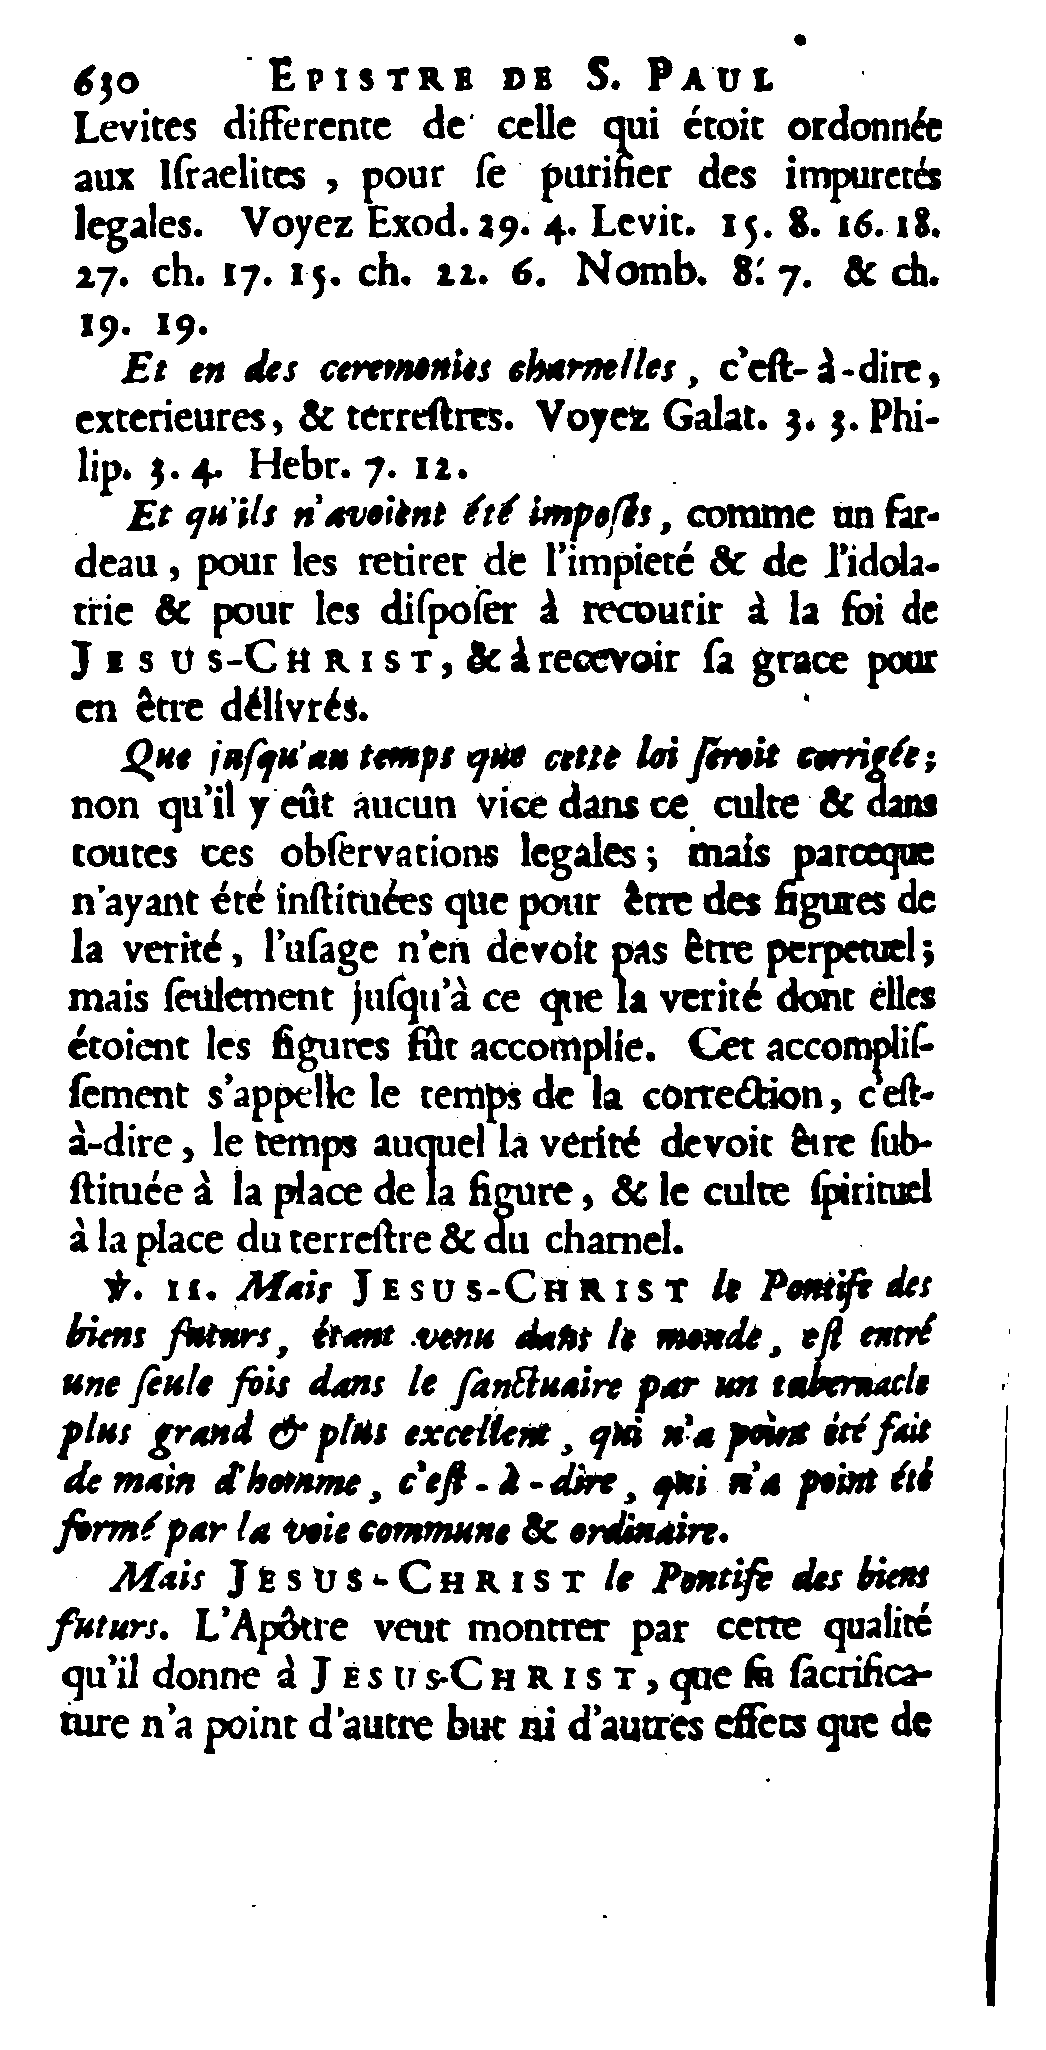 630 EPISTRE DE S. PAUL
Levites differente de celle qui étoit ordonnée
aux Iſraelites, pour ſe purifier des impuretés
legales. Voyez Exod. 29. 4. Levit. 15. 8. 16. 18.
27. ch. 17. 15. ch. 22. 6. Nomb. 8. 7. & ch.
19. 19.
Et en des ceremonies charnelles, c'eſt-à-dire,
exterieures, & terreſtres. Voyez Galat. 3. 3. Phi-
lip. 3. 4. Hebr. 7. 12.
Et qu'ils n'avoient été impoſés, comme un far-
deau, pour les retirer de l'impieté & de l'idola-
trie & pour les diſpoſer à recourir à la foi de
JESUS-CHRIST, & à recevoir ſa grace pour
en être délivrés.
Que juſqu'au temps que cette loi ſeroit corrigée;
non qu'il y eût aucun vice dans ce culte & dans
toutes ces obſervations legales; mais parceque
n'ayant été inſtituées que pour être des figures de
la verité, l'uſage n'en devoit pas être perpetuel;
mais ſeulement juſqu'à ce que la verité dont elles
étoient les figures fût accomplie. Cet accompliſ-
ſement s'appelle le temps de la correction, c'eſt-
à-dire, le temps auquel la verité devoit être ſub-
ſtituée à la place de la figure, & le culte ſpirituel
à la place du terreſtre & du charnel.
℣. 11. Mais JESUS-CHRIST le Pontife des
biens futurs, étant venu dans le monde, eſt entré
une ſeule fois dans le ſanctuaire par un tabernacle
plus grand & plus excellent, qui n'a point été fait
de main d'homme, c'eſt-à-dire, qui n'a point été
formé par la voie commune & ordinaire.
Mais JESUS-CHRIST le Pontife des biens
futurs. L'Apôtre veut montrer par cette qualité
qu'il donne à JESUS-CHRIST, que ſa ſacrifica-
ture n'a point d'autre but ni d'autres effets que de